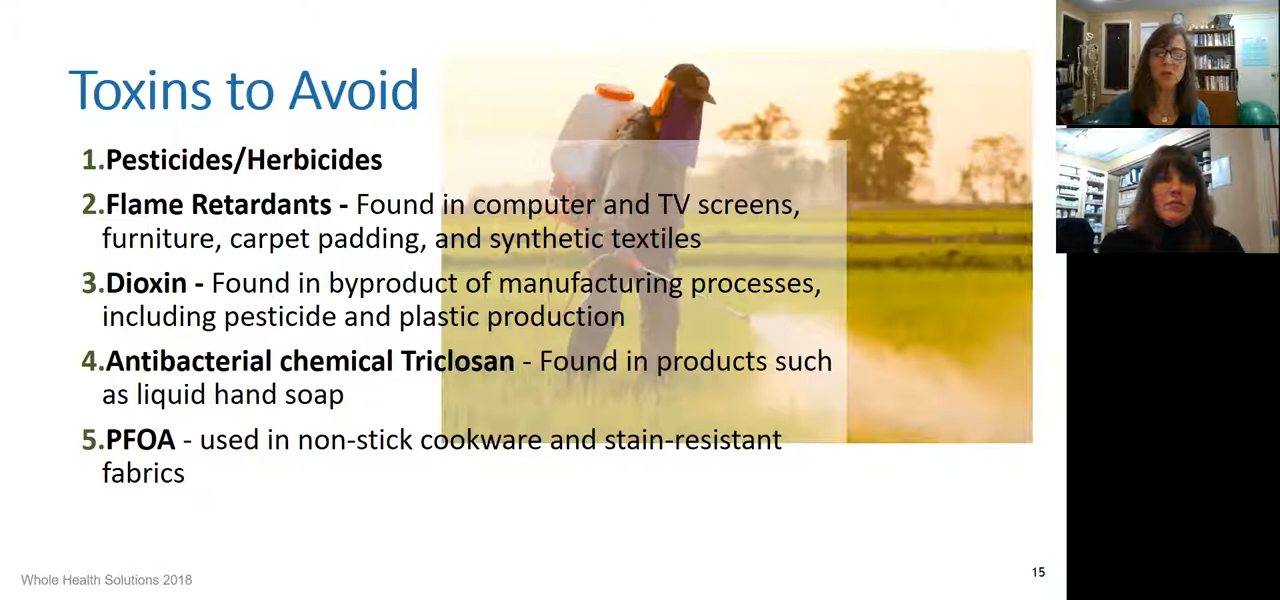 Toxins to Avoid
1.Pesticides/Herbicides
2.Flame Retardants - Found in computer and TV screens,
furniture, carpet padding, and synthetic textiles
3.Dioxin - Found in byproduct of manufacturing processes,
including pesticide and plastic production
4.Antibacterial chemical Triclosan - Found in products such
as liquid hand soap
5.PFOA - used in non-stick cookware and stain-resistant
fabrics
Whole Health Solutions 2018
15